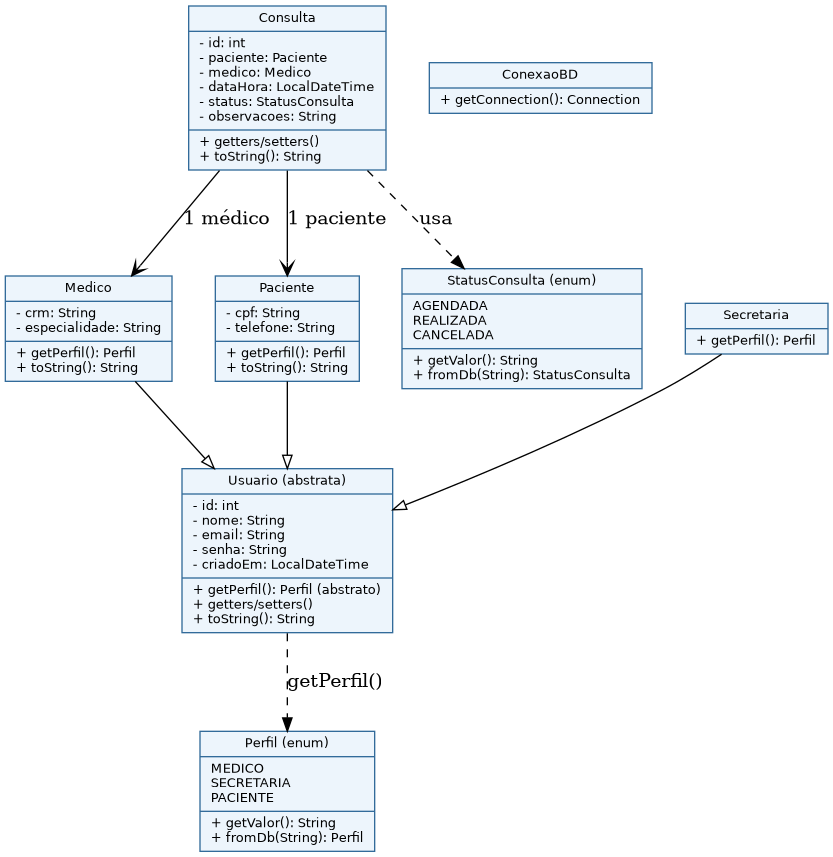 Consulta
- id: int
- paciente: Paciente
- medico: Medico
- dataHora: LocalDateTime
- status: StatusConsulta
- observacoes: String
+ getters/setters()
+ toString(): String
ConexaoBD
+ getConnection(): Connection
1 médico
1 paciente
usa
Medico
- crm: String
- especialidade: String
+ getPerfil(): Perfil
+ toString(): String
Paciente
- cpf: String
- telefone: String
+ getPerfil(): Perfil
+ toString(): String
StatusConsulta (enum)
AGENDADA
REALIZADA
CANCELADA
+ getValor(): String
+ fromDb(String): StatusConsulta
Secretaria
+ getPerfil(): Perfil
Usuario (abstrata)
- id: int
- nome: String
- email: String
- senha: String
- criadoEm: LocalDateTime
+ getPerfil(): Perfil (abstrato)
+ getters/setters()
+ toString(): String
getPerfil()
Perfil (enum)
MEDICO
SECRETARIA
PACIENTE
+ getValor(): String
+ fromDb(String): Perfil